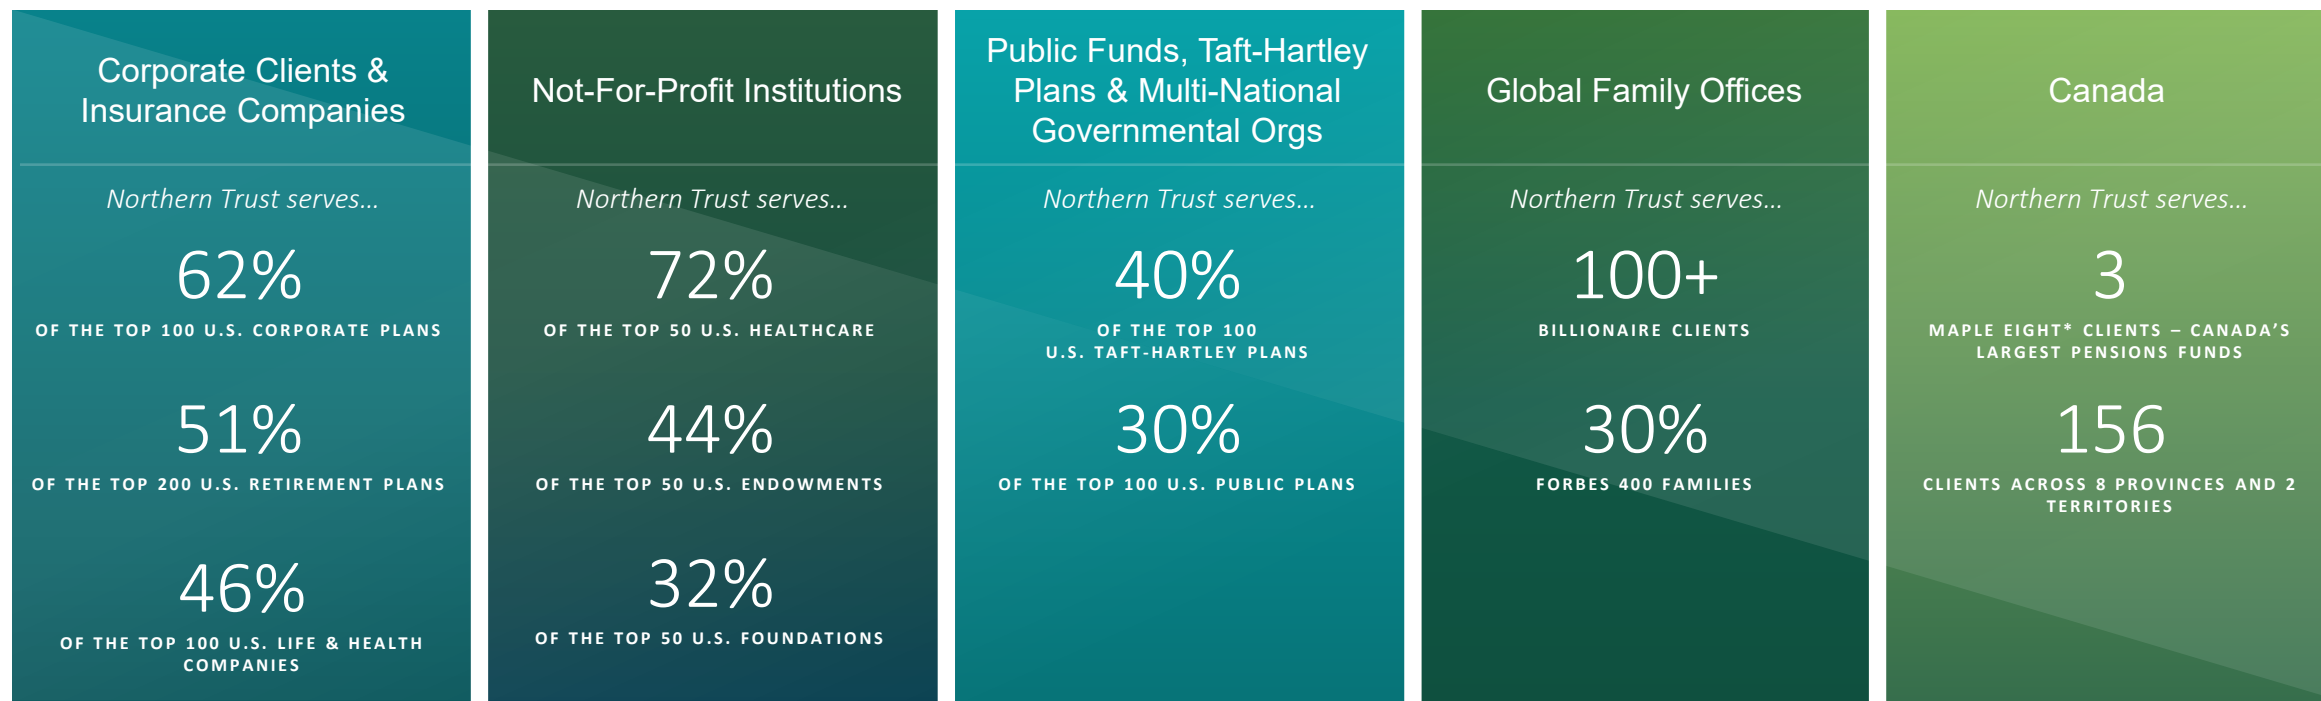 Corporate Clients &
Insurance Companies
Northern Trust serves...
62%
OF THE TOP 100 U.S. CORPORATE PLANS
51%
OF THE TOP 200 U.S. RETIREMENT PLANS
46%
OF THE TOP 100 U.S. LIFE & HEALTH
COMPANIES
Not-For-Profit Institutions
Northern Trust serves...
72%
OF THE TOP 50 U.S. HEALTHCARE
44%
OF THE TOP 50 U.S. ENDOWMENTS
32%
OF THE TOP 50 U.S. FOUNDATIONS
Public Funds, Taft-Hartley
Plans & Multi-National
Governmental Orgs
Northern Trust serves...
40%
OF THE TOP 100
U.S. TAFT-HARTLEY PLANS
30%
OF THE TOP 100 U.S. PUBLIC PLANS
Global Family Offices
Northern Trust serves...
100+
BILLIONAIRE CLIENTS
30%
FORBES 400 FAMILIES
Canada
Northern Trust serves...
3
MAPLE EIGHT* CLIENTS – CANADA'S
LARGEST PENSIONS FUNDS
156
CLIENTS ACROSS 8 PROVINCES AND 2
TERRITORIES